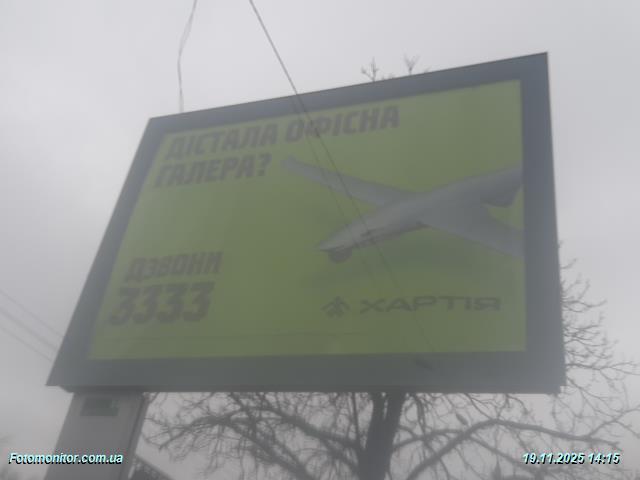 ДІСТАЛА ОФІСНА
ГАЛЕРА?
ДЗВОНИ
3333
ХАРТІЯ
Fotomonitor.com.ua
19.11.2025 14:15